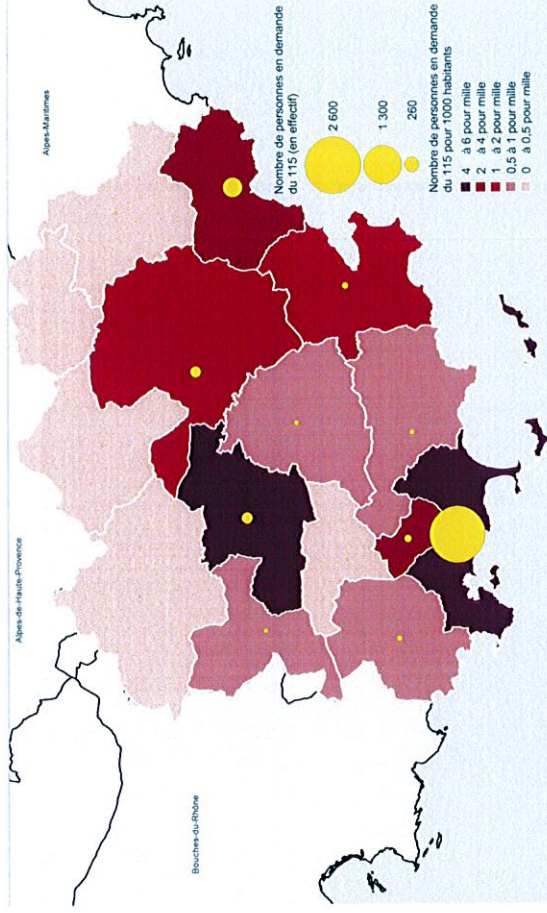 Alpes-de-Haute-Provence
Alpes-Maritimes
Bouches-du-Rhône
Nombre de personnes en demande
du 115 (en effectif)
2 600
1 300
260
Nombre de personnes en demande
du 115 pour 1000 habitants
4 à 6 pour mille
2 à 4 pour mille
1 à 2 pour mille
0,5 à 1 pour mille
0 à 0,5 pour mille